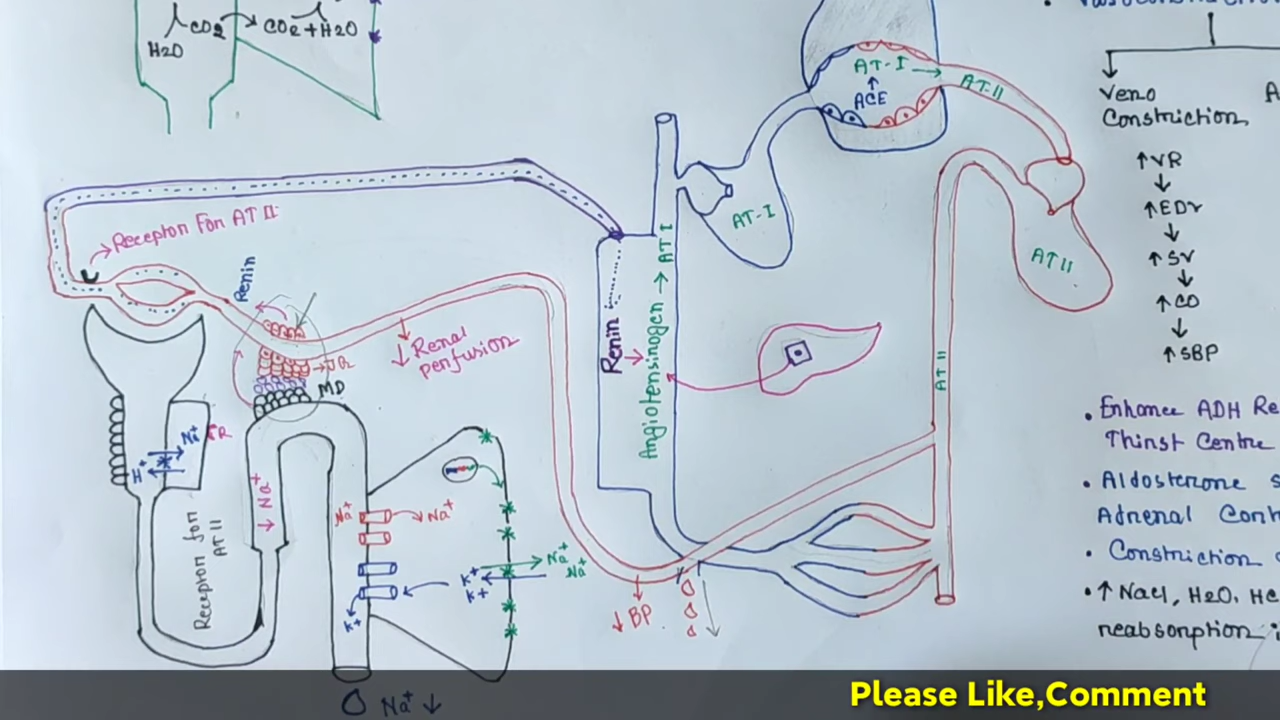 CO2 CO2 + H2O
H2O
AT-I →
ACE
AT-II
Veno
Constriction
↑VR
↓
↑EDV
↓
↑SV
↓
↑CO
↓
↑SBP
AT-I
AT II
Receptor For AT II
Renin
↓ Renal
perfusion
JR
MD
Renin
Angiotensinogen → AT I
AT II
Na+
H+
R
Receptor for
AT II
↓ Na+
Na+
Na+
K+
K+
K+
Na+
Na+
↓ BP
• Enhance ADH Re
Thirst Centre
• Aldosterone S
Adrenal Cont
• Constriction
• ↑ NaCl, H2O, HC
reabsorption
Na+ ↓
Please Like,Comment